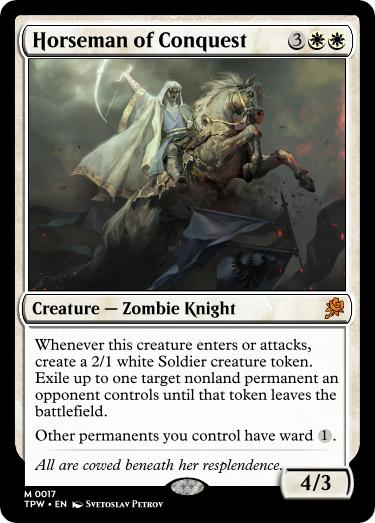 Horseman of Conquest 3
Creature — Zombie Knight
Whenever this creature enters or attacks,
create a 2/1 white Soldier creature token.
Exile up to one target nonland permanent an
opponent controls until that token leaves the
battlefield.
Other permanents you control have ward 1.
All are cowed beneath her resplendence.
4/3
M 0017
TPW • EN Svetoslav Petrov